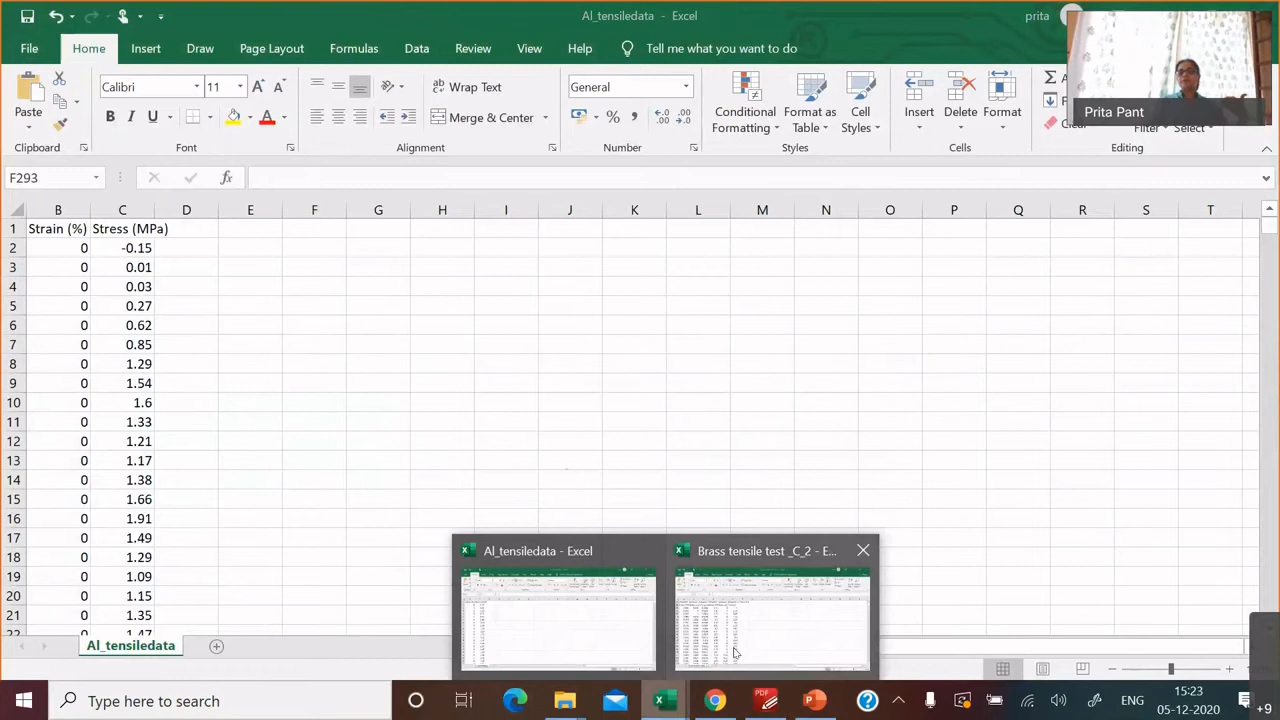 Al_tensiledata - Excel
prita
File Home Insert Draw Page Layout Formulas Data Review View Help Tell me what you want to do
Calibri 11
Wrap Text
General
Paste
B I U
Merge & Center
Conditional Formatting
Format as Table
Cell Styles
Insert Delete Format
Prita Pant
Clipboard Font Alignment Number Styles Cells Editing
F293
B C D E F G H I J K L M N O P Q R S T
1 Strain (%) Stress (MPa)
2 0 -0.15
3 0 0.01
4 0 0.03
5 0 0.27
6 0 0.62
7 0 0.85
8 0 1.29
9 0 1.54
10 0 1.6
11 0 1.33
12 0 1.21
13 0 1.17
14 0 1.38
15 0 1.66
16 0 1.91
17 0 1.49
18 0 1.29
19 0 1.09
20 0 1.15
21 0 1.35
Al_tensiledata - Excel
Brass tensile test _C_2 - E...
Al_tensiledata
Type here to search
ENG
15:23
05-12-2020
+9